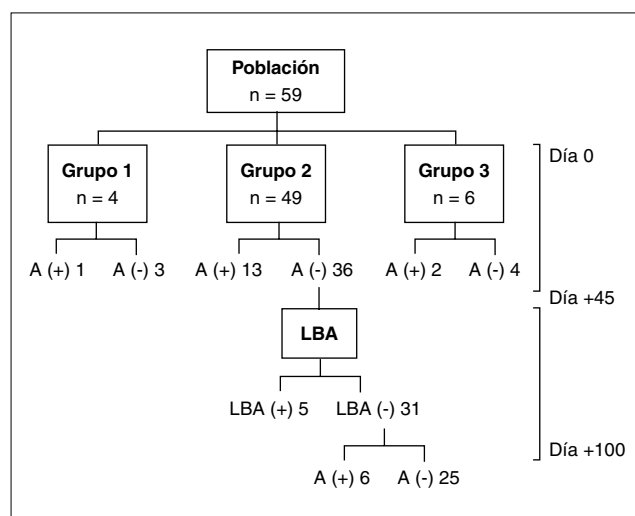 Población
n = 59
Grupo 1
n = 4
Grupo 2
n = 49
Grupo 3
n = 6
Día 0
A (+) 1 A (-) 3 A (+) 13 A (-) 36 A (+) 2 A (-) 4
Día +45
LBA
LBA (+) 5 LBA (-) 31
Día +100
A (+) 6 A (-) 25